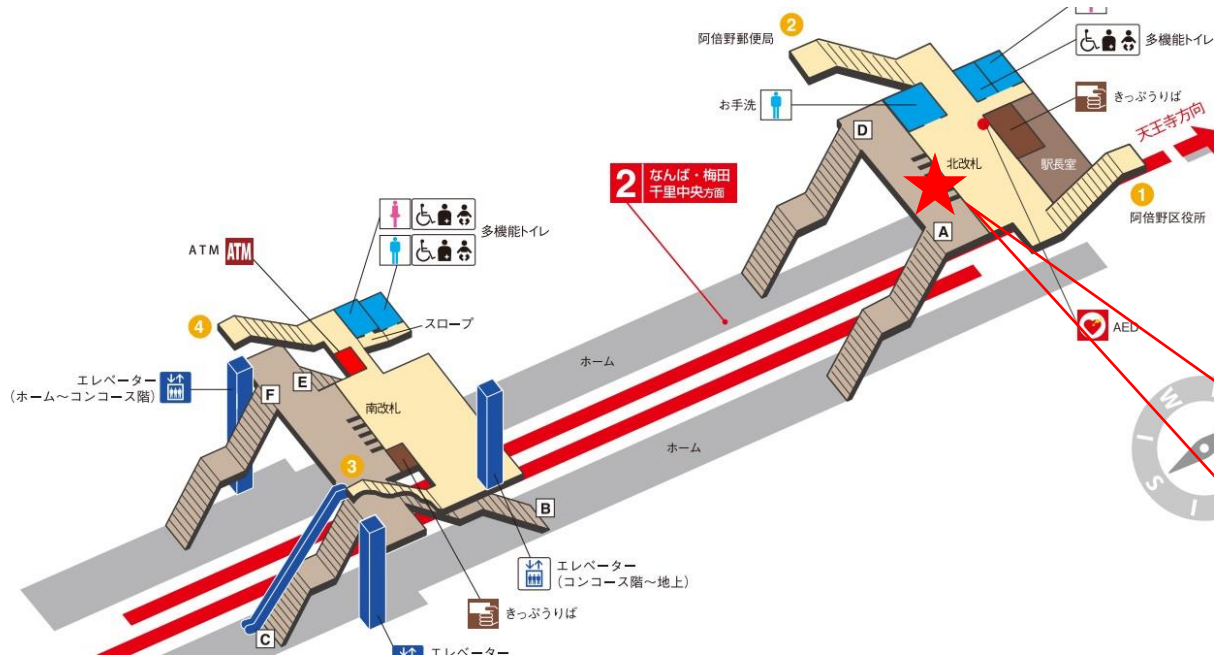 2
阿倍野郵便局
多機能トイレ
お手洗
きっぷうりば
天王寺方向
D
北改札
駅長室
1
阿倍野区役所
2 なんば・梅田
千里中央方面
A
多機能トイレ
ATM ATM
AED
スロープ
4
ホーム
エレベーター
(ホーム〜コンコース階)
E
F
南改札
ホーム
W
I
S
I
3
B
エレベーター
(コンコース階〜地上)
きっぷうりば
C
エレベーター